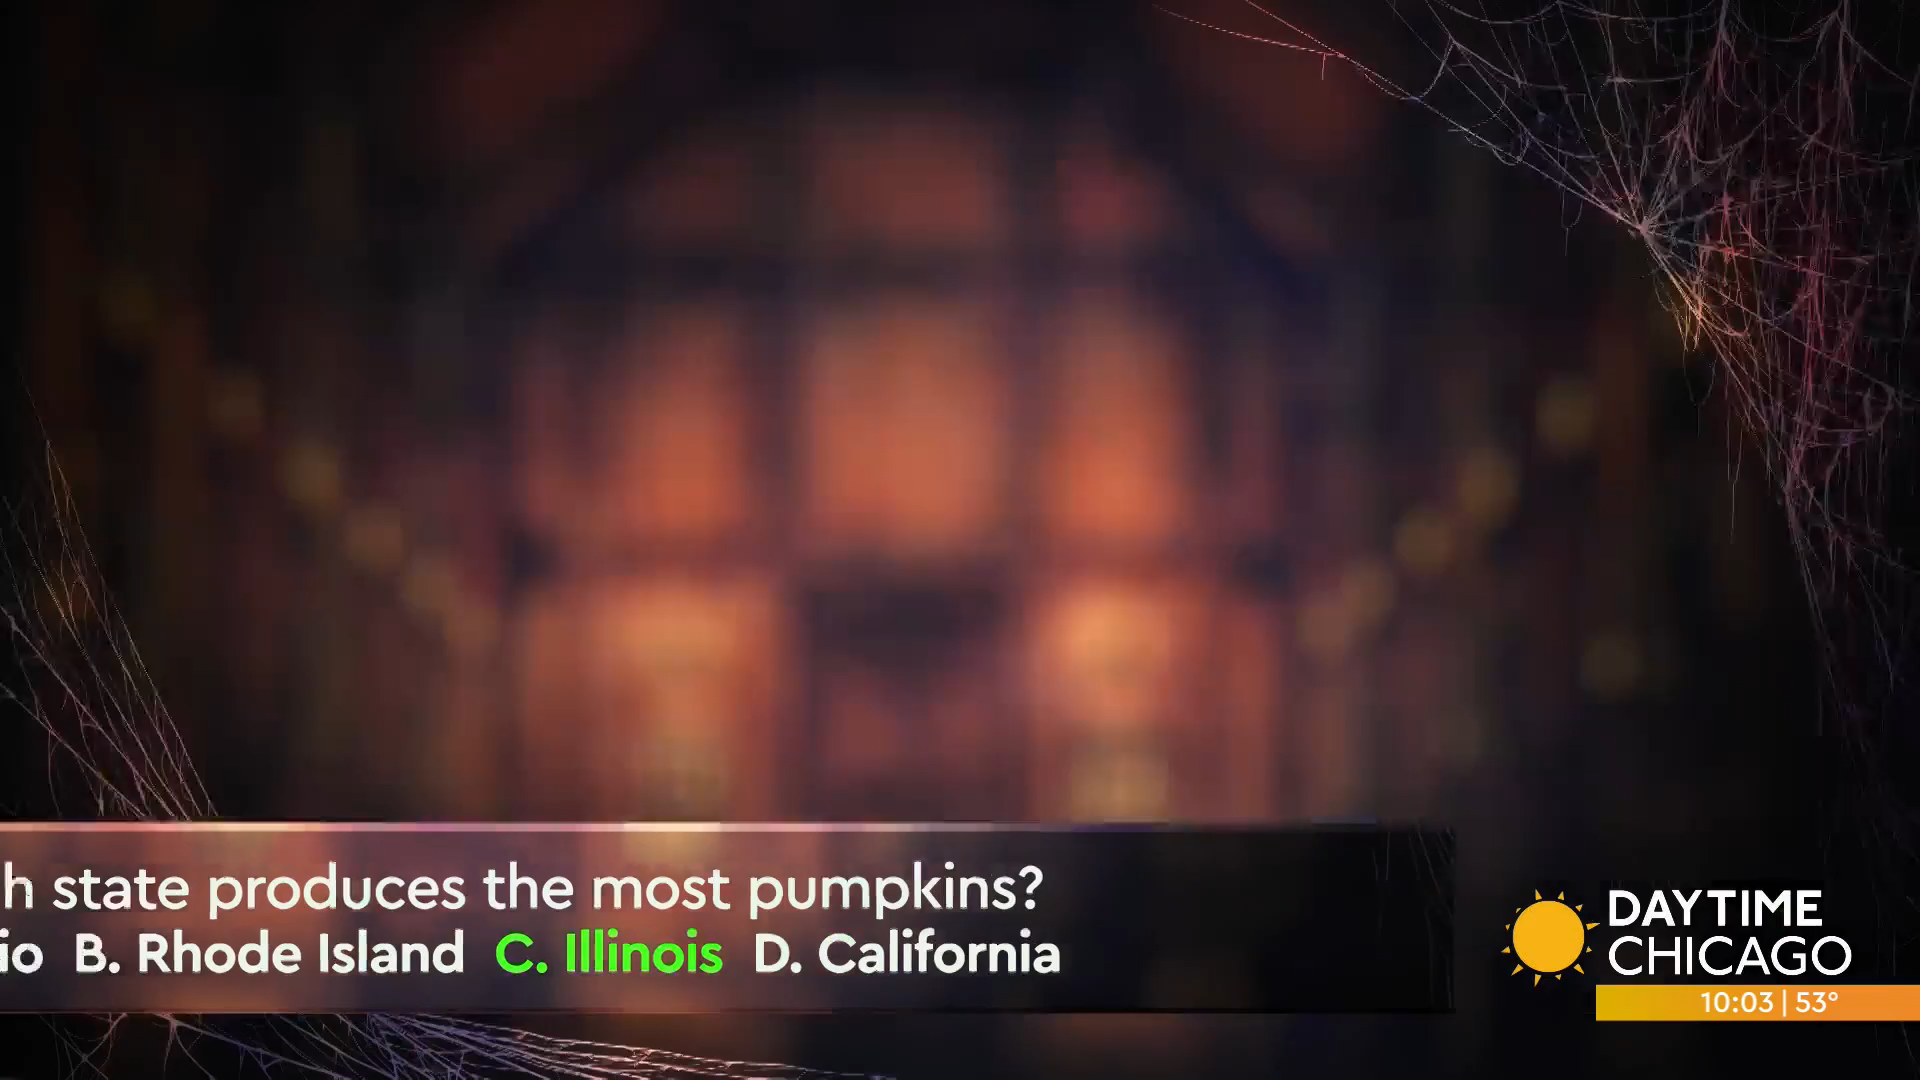 h state produces the most pumpkins?
io B. Rhode Island C. Illinois D. California
DAYTIME
CHICAGO
10:03 | 53°